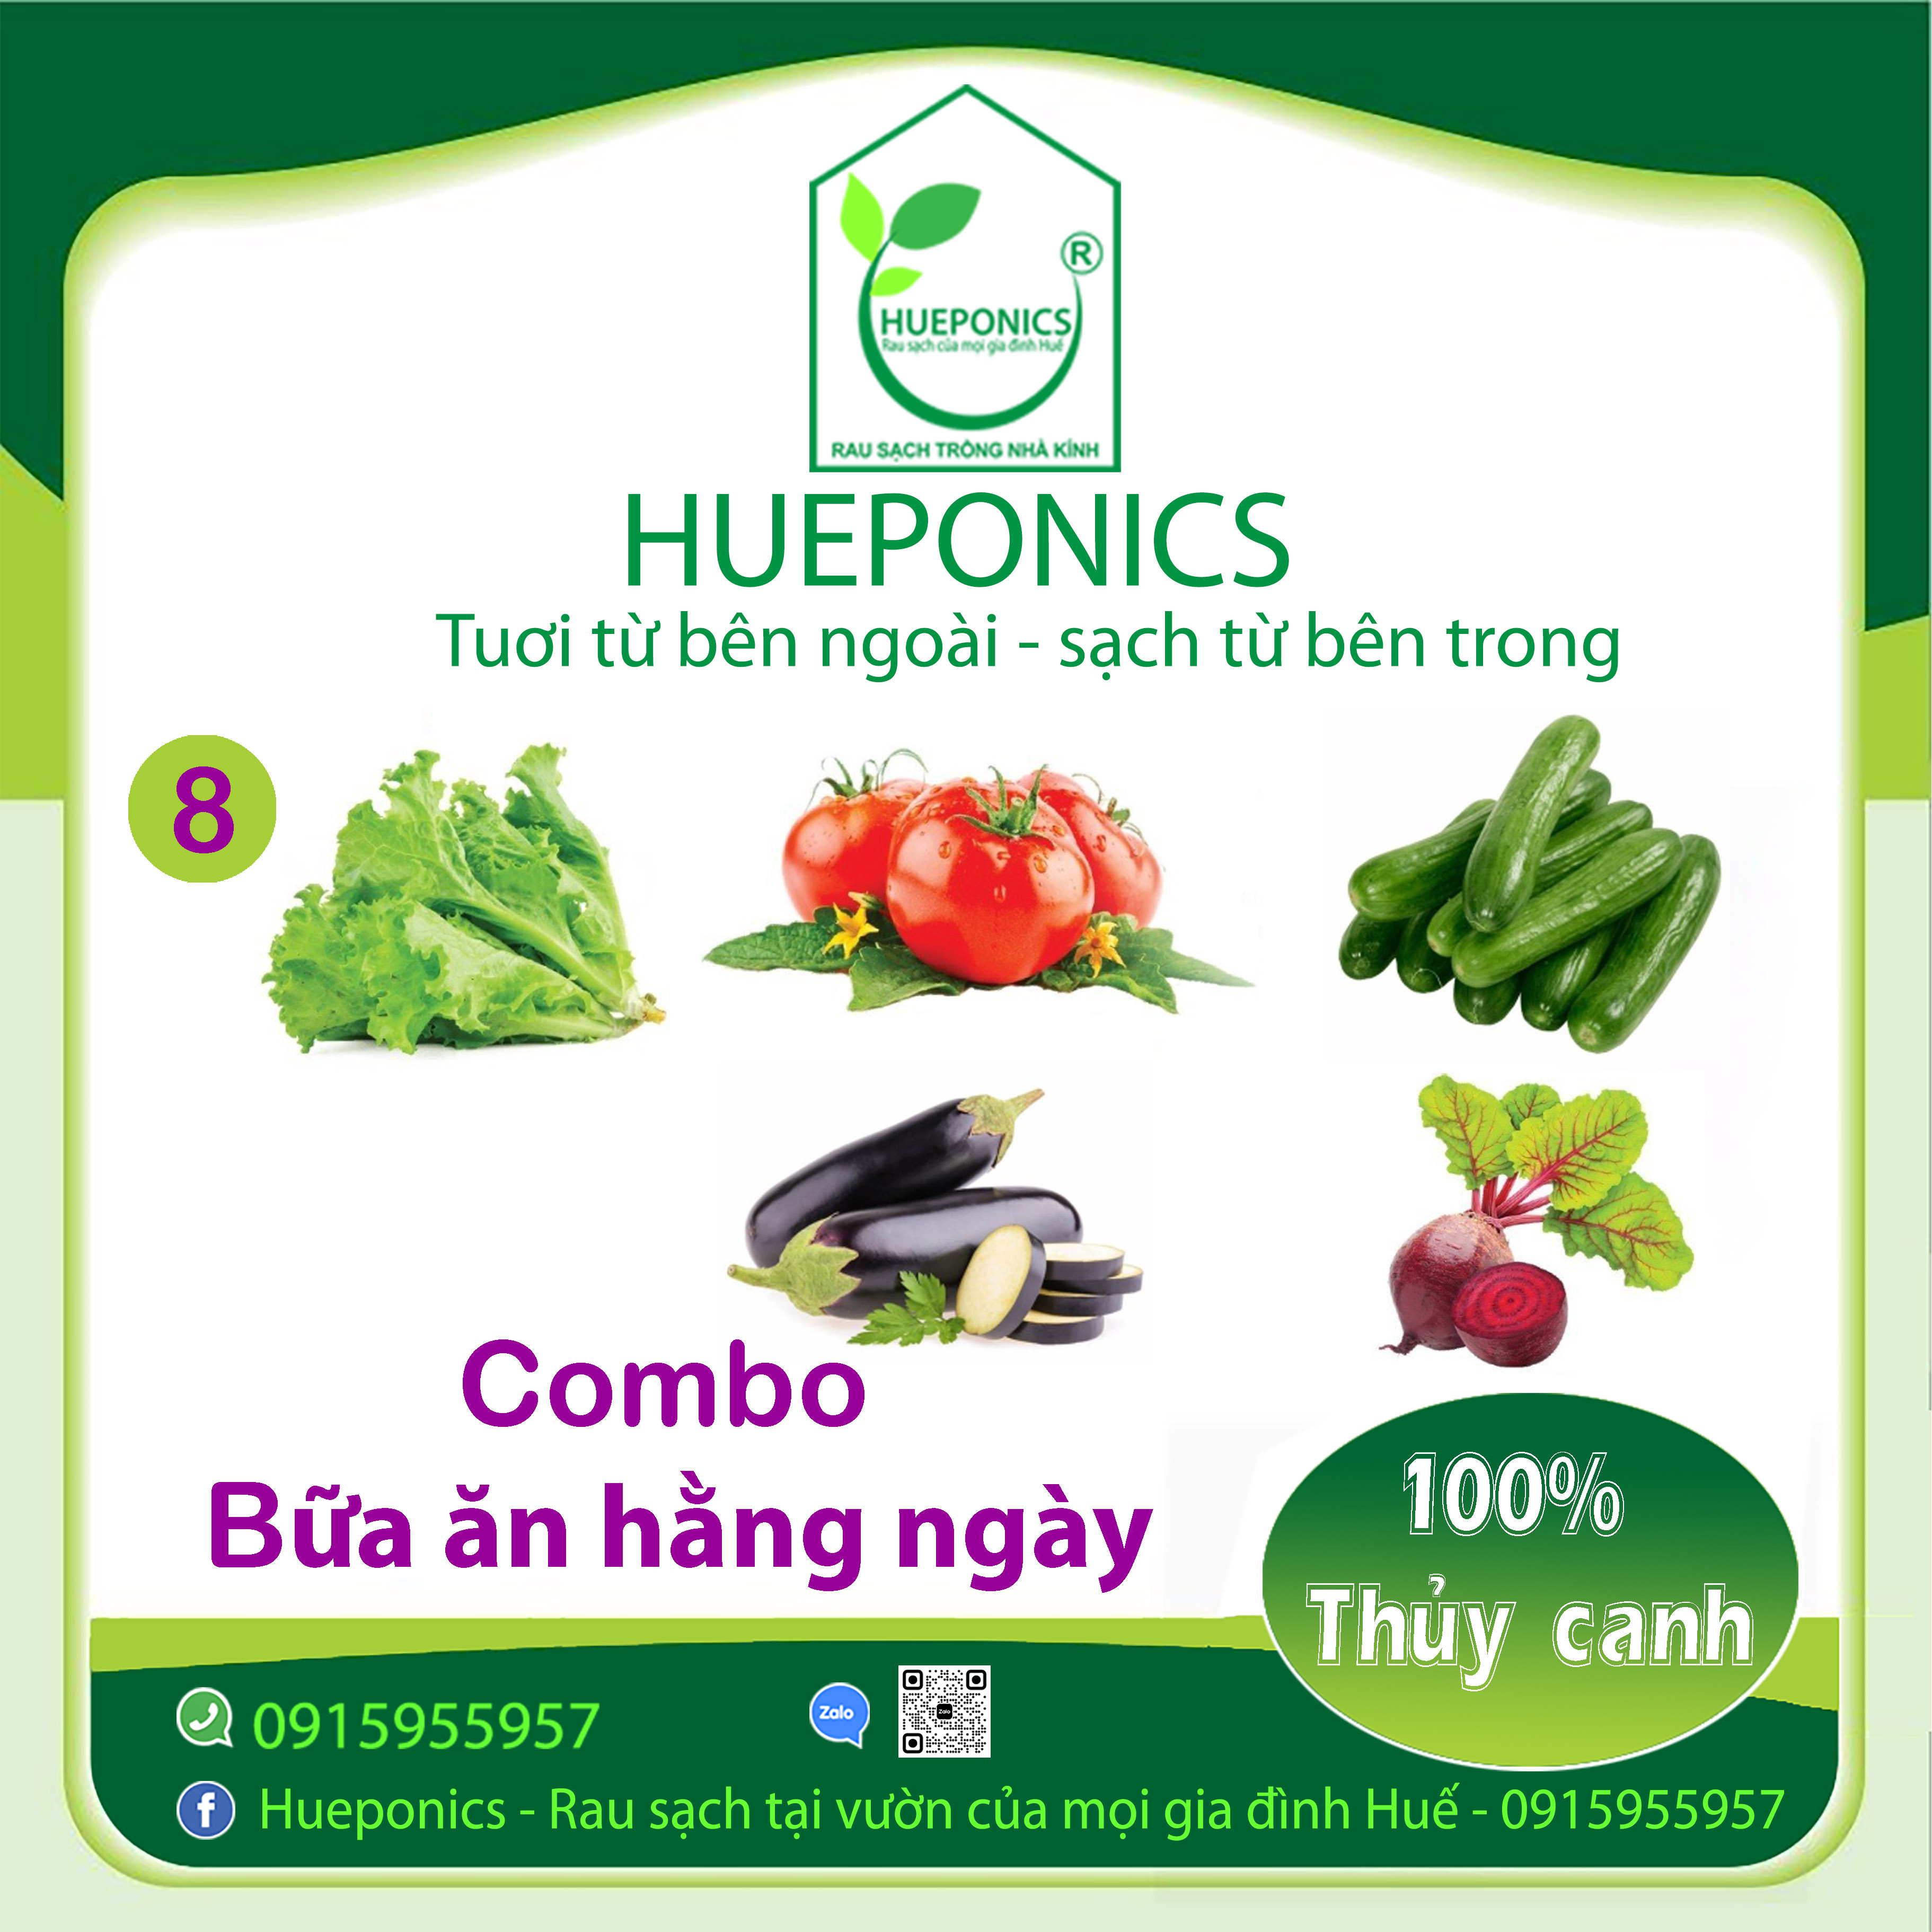 ®
HUEPONICS
Rau sạch của mọi gia đình Huế
RAU SẠCH TRỒNG NHÀ KÍNH
HUEPONICS
Tươi từ bên ngoài - sạch từ bên trong
8
Combo
Bữa ăn hằng ngày
100%
Thủy canh
0915955957
Zalo
Zalo
Hueponics - Rau sạch tại vườn của mọi gia đình Huế - 0915955957